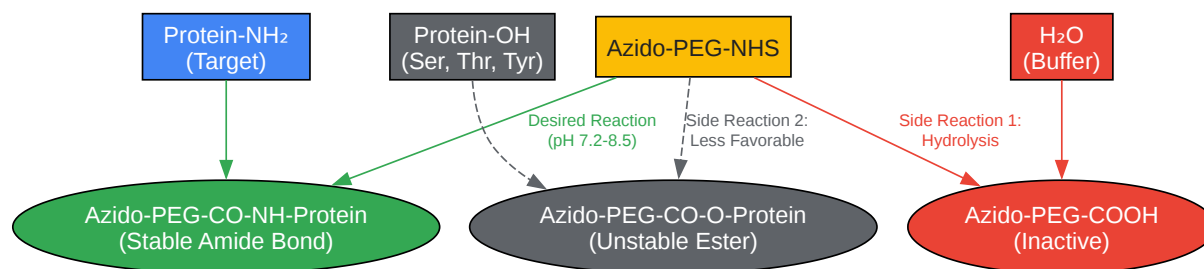 Protein-NH₂
(Target)
Protein-OH
(Ser, Thr, Tyr)
Azido-PEG-NHS
H₂O
(Buffer)
Desired Reaction
(pH 7.2-8.5)
Side Reaction 2:
Less Favorable
Side Reaction 1:
Hydrolysis
Azido-PEG-CO-NH-Protein
(Stable Amide Bond)
Azido-PEG-CO-O-Protein
(Unstable Ester)
Azido-PEG-COOH
(Inactive)